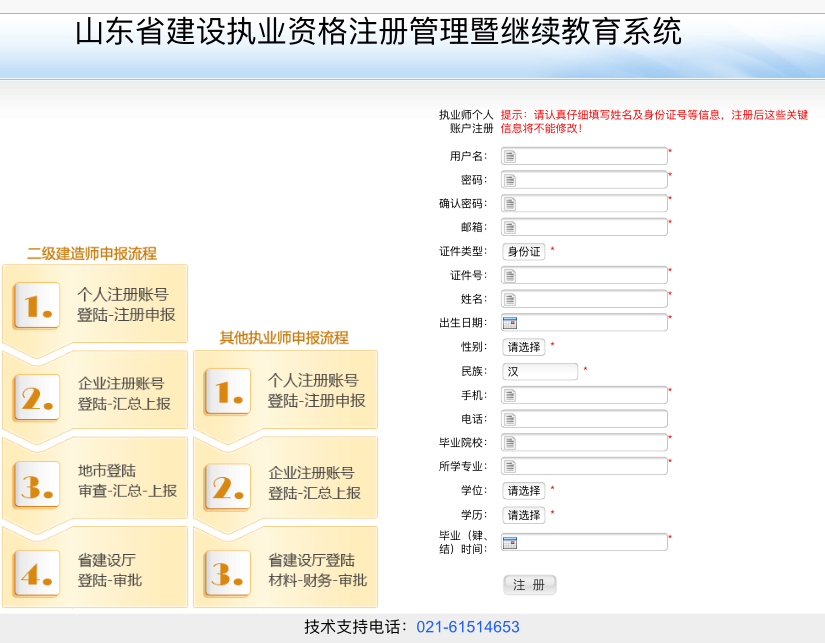 山东省建设执业资格注册管理暨继续教育系统
二级建造师申报流程
1. 个人注册账号
登陆-注册申报
2. 企业注册账号
登陆-汇总上报
3. 地市登陆
审查-汇总-上报
4. 省建设厅
登陆-审批
其他执业师申报流程
1. 个人注册账号
登陆-注册申报
2. 企业注册账号
登陆-汇总上报
3. 省建设厅登陆
材料-财务-审批
执业师个人
账户注册
提示：请认真仔细填写姓名及身份证号等信息，注册后这些关键
信息将不能修改！
用户名： *
密码： *
确认密码： *
邮箱： *
证件类型： 身份证 *
证件号： *
姓名： *
出生日期： *
性别： 请选择 *
民族： 汉 *
手机： *
电话：
毕业院校： *
所学专业： *
学位： 请选择 *
学历： 请选择 *
毕业（肄、
结）时间： *
注 册
技术支持电话：021-61514653